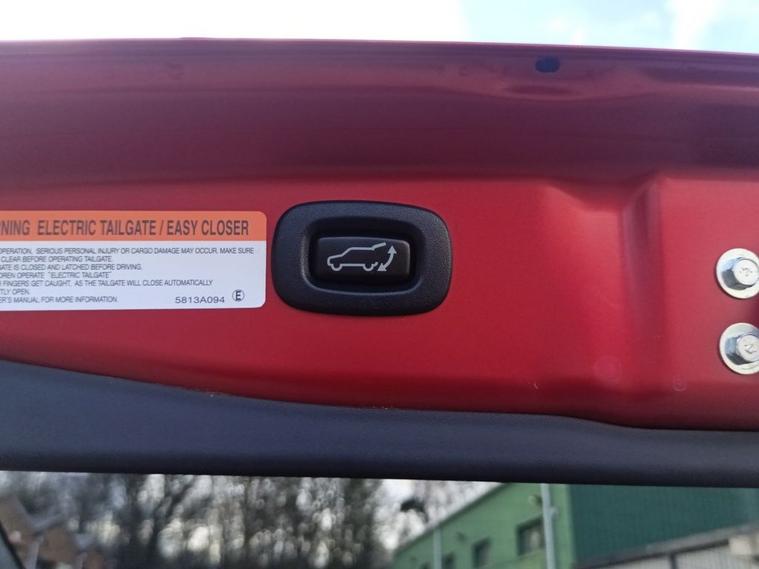 NING ELECTRIC TAILGATE / EASY CLOSER
OPERATION, SERIOUS PERSONAL INJURY OR CARGO DAMAGE MAY OCCUR. MAKE SURE
CLEAR BEFORE OPERATING TAILGATE.
GATE IS CLOSED AND LATCHED BEFORE DRIVING.
DREN OPERATE "ELECTRIC TAILGATE"
FINGERS GET CAUGHT, AS THE TAILGATE WILL CLOSE AUTOMATICALLY
TLY OPEN.
ER'S MANUAL FOR MORE INFORMATION. 5813A094 E